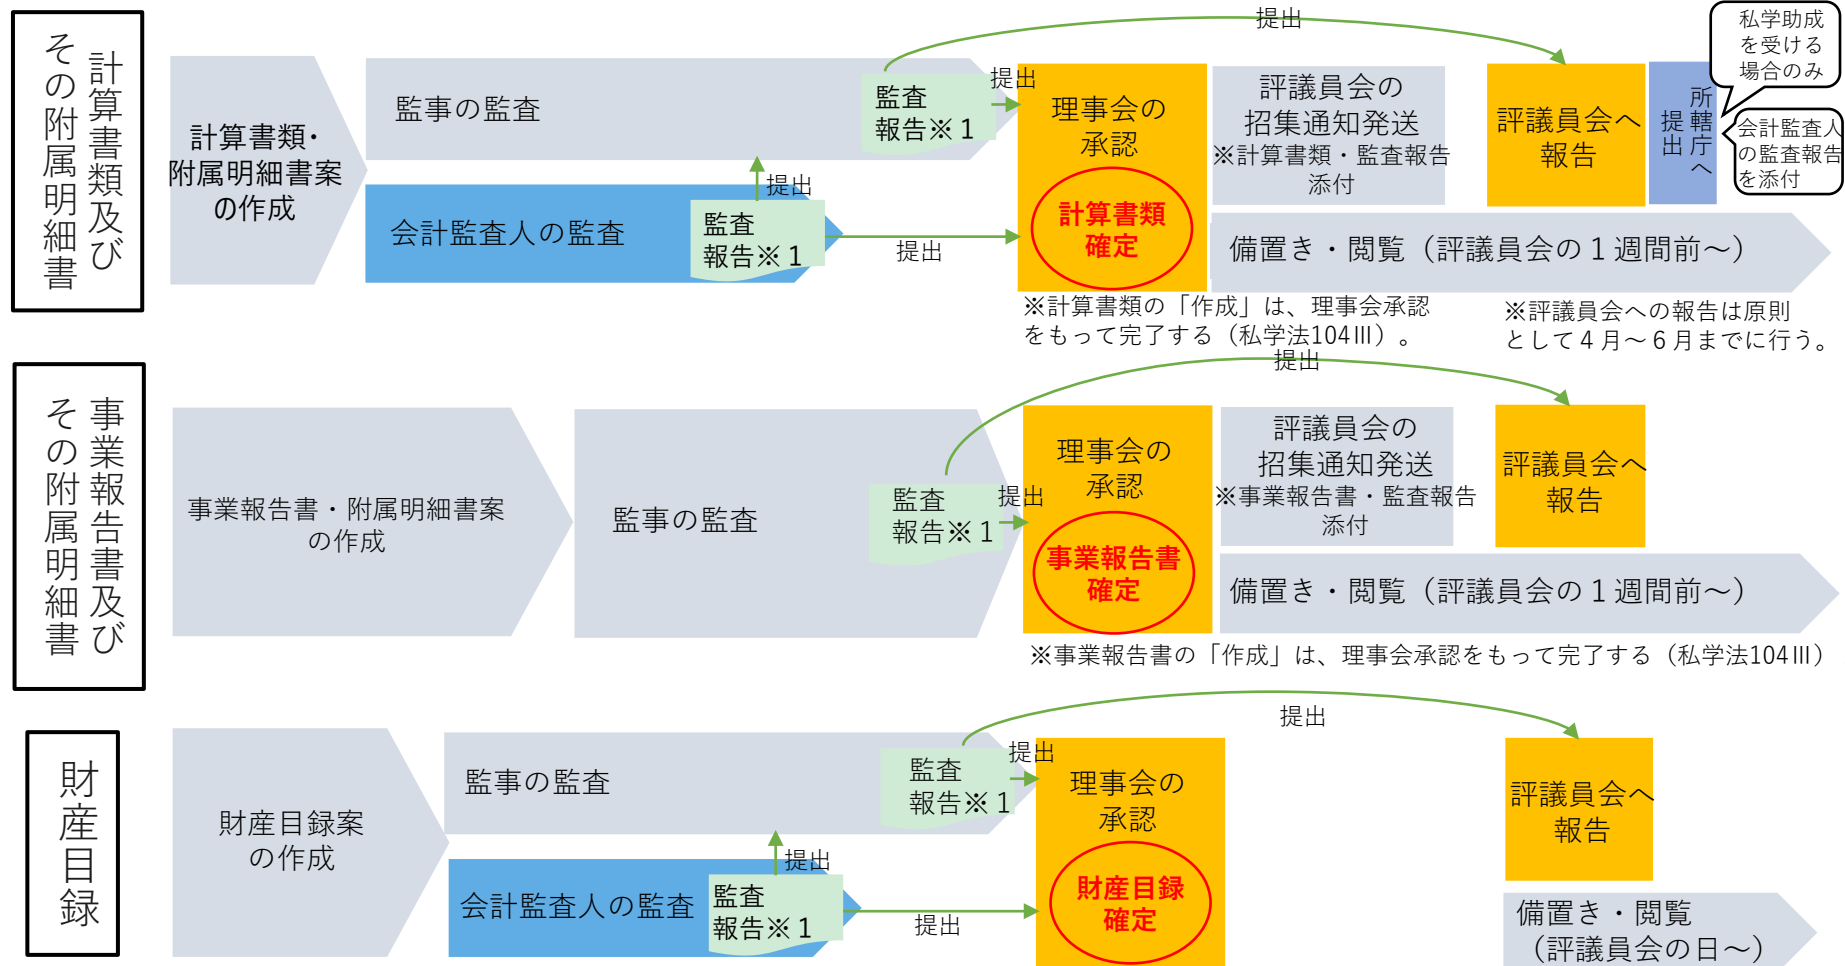 計算書類及び
その附属明細書
計算書類・
附属明細書案
の作成
監事の監査
監査
報告※１
提出
会計監査人の監査
監査
報告※１
提出
提出
提出
理事会の
承認
計算書類
確定
評議員会の
招集通知発送
※計算書類・監査報告
添付
評議員会へ
報告
所轄庁へ
提出
私学助成
を受ける
場合のみ
会計監査人
の監査報告
を添付
備置き・閲覧（評議員会の１週間前～）
※計算書類の「作成」は、理事会承認
をもって完了する（私学法104Ⅲ）。
※評議員会への報告は原則
として４月～６月までに行う。
事業報告書及び
その附属明細書
事業報告書・附属明細書案
の作成
監事の監査
監査
報告※１
提出
提出
理事会の
承認
事業報告書
確定
評議員会の
招集通知発送
※事業報告書・監査報告
添付
評議員会へ
報告
備置き・閲覧（評議員会の１週間前～）
※事業報告書の「作成」は、理事会承認をもって完了する（私学法104Ⅲ）
財産目録
財産目録案
の作成
監事の監査
監査
報告※１
提出
提出
会計監査人の監査
監査
報告※１
提出
提出
理事会の
承認
財産目録
確定
評議員会へ
報告
備置き・閲覧
（評議員会の日～）